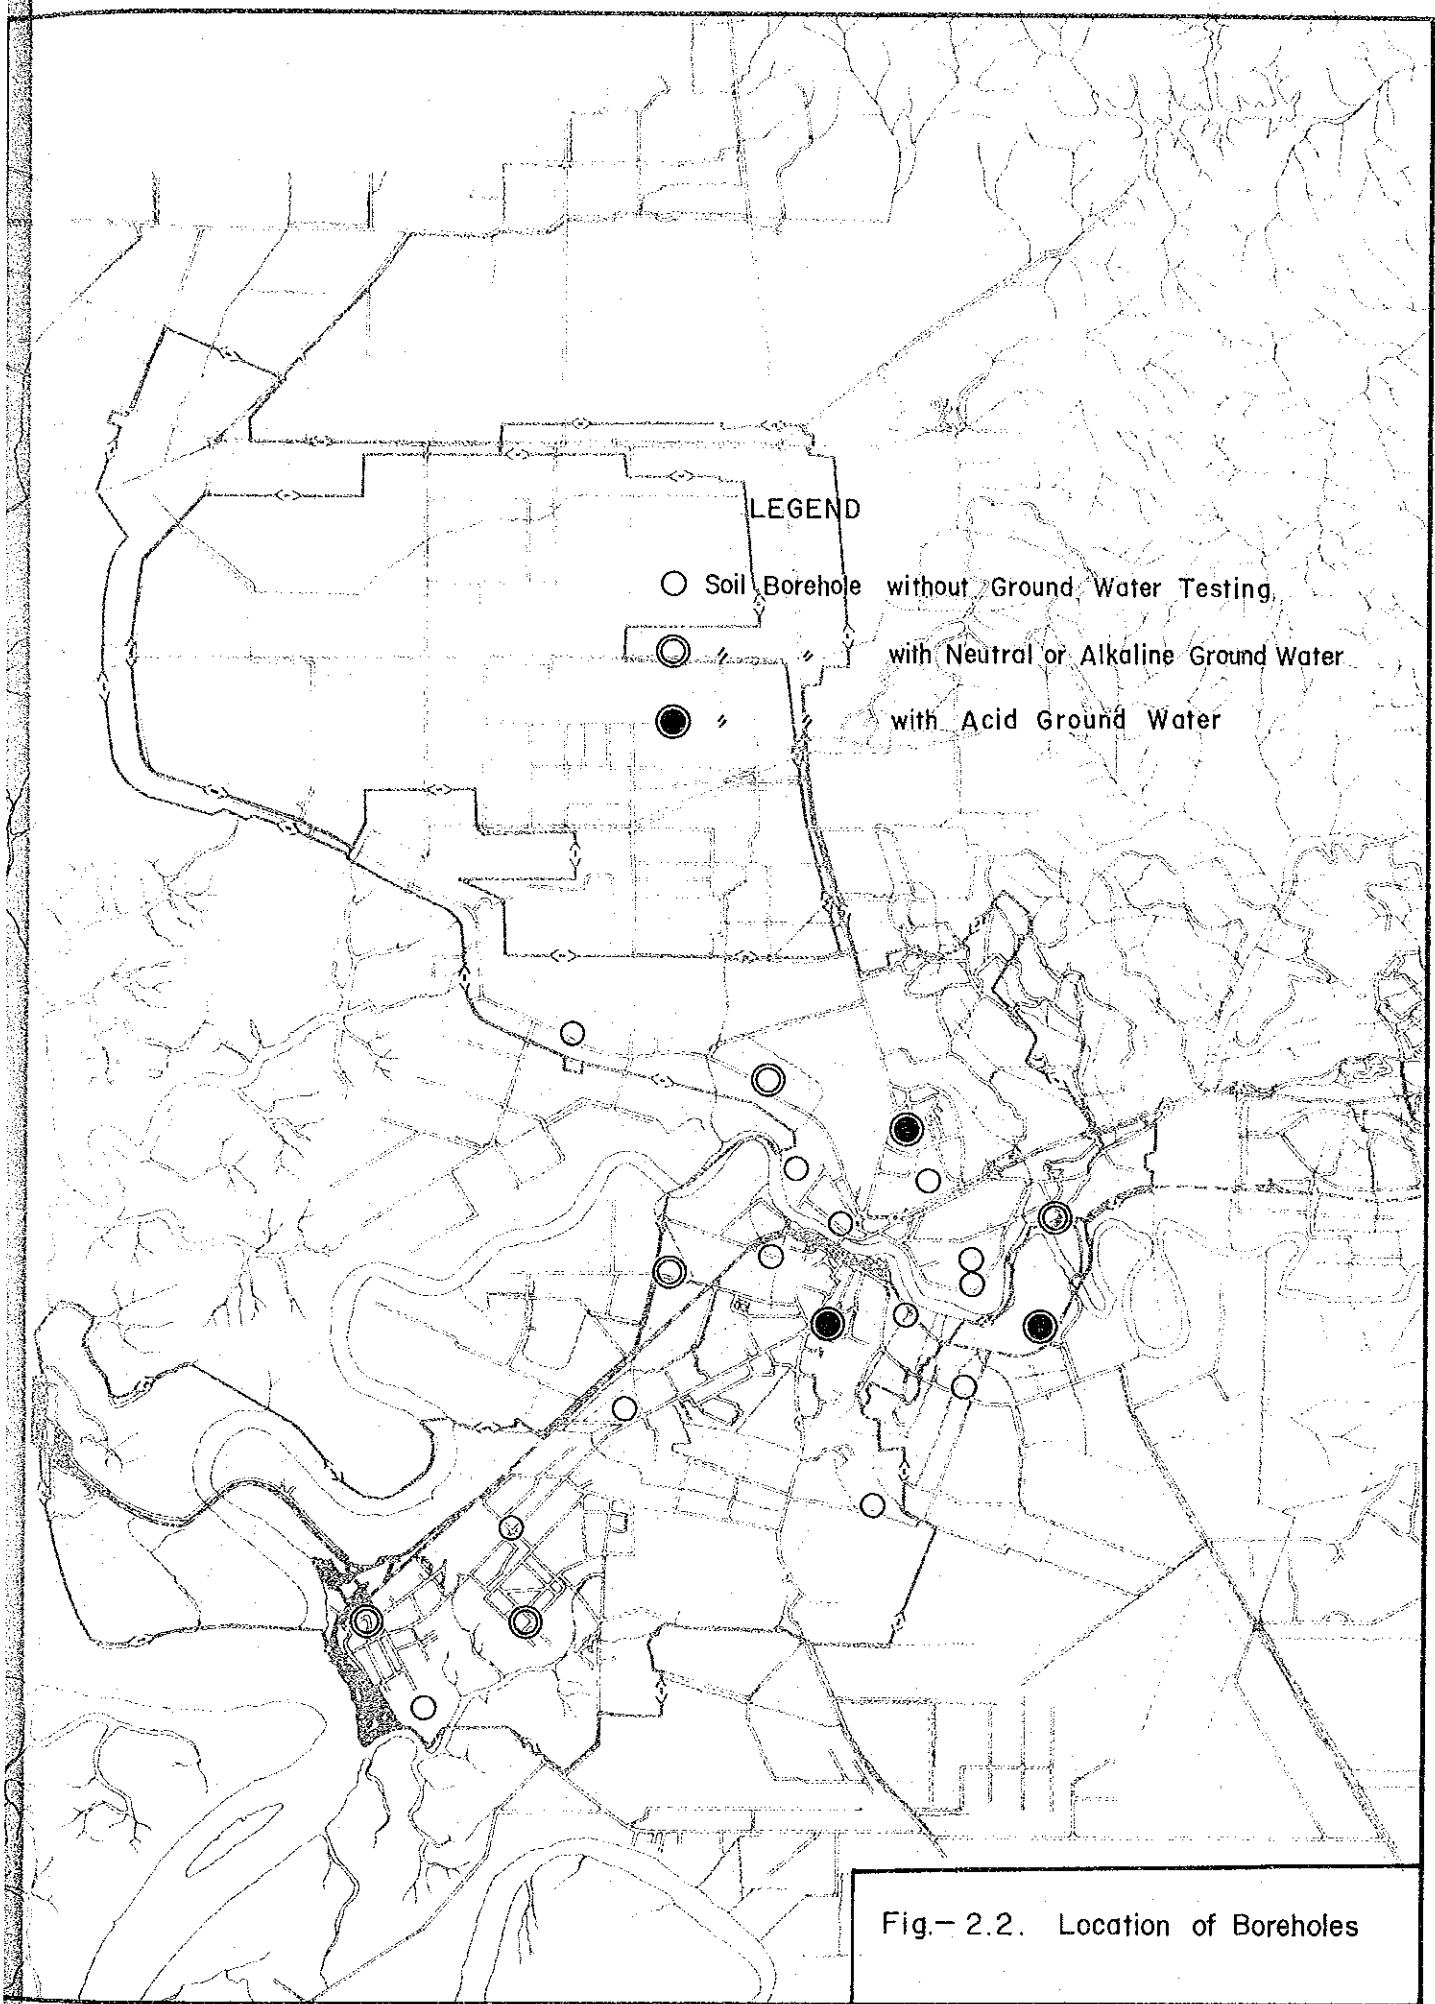 LEGEND
○ Soil Borehole without Ground Water Testing
◎ 〃 〃 with Neutral or Alkaline Ground Water
◉ 〃 〃 with Acid Ground Water
Fig.- 2.2. Location of Boreholes